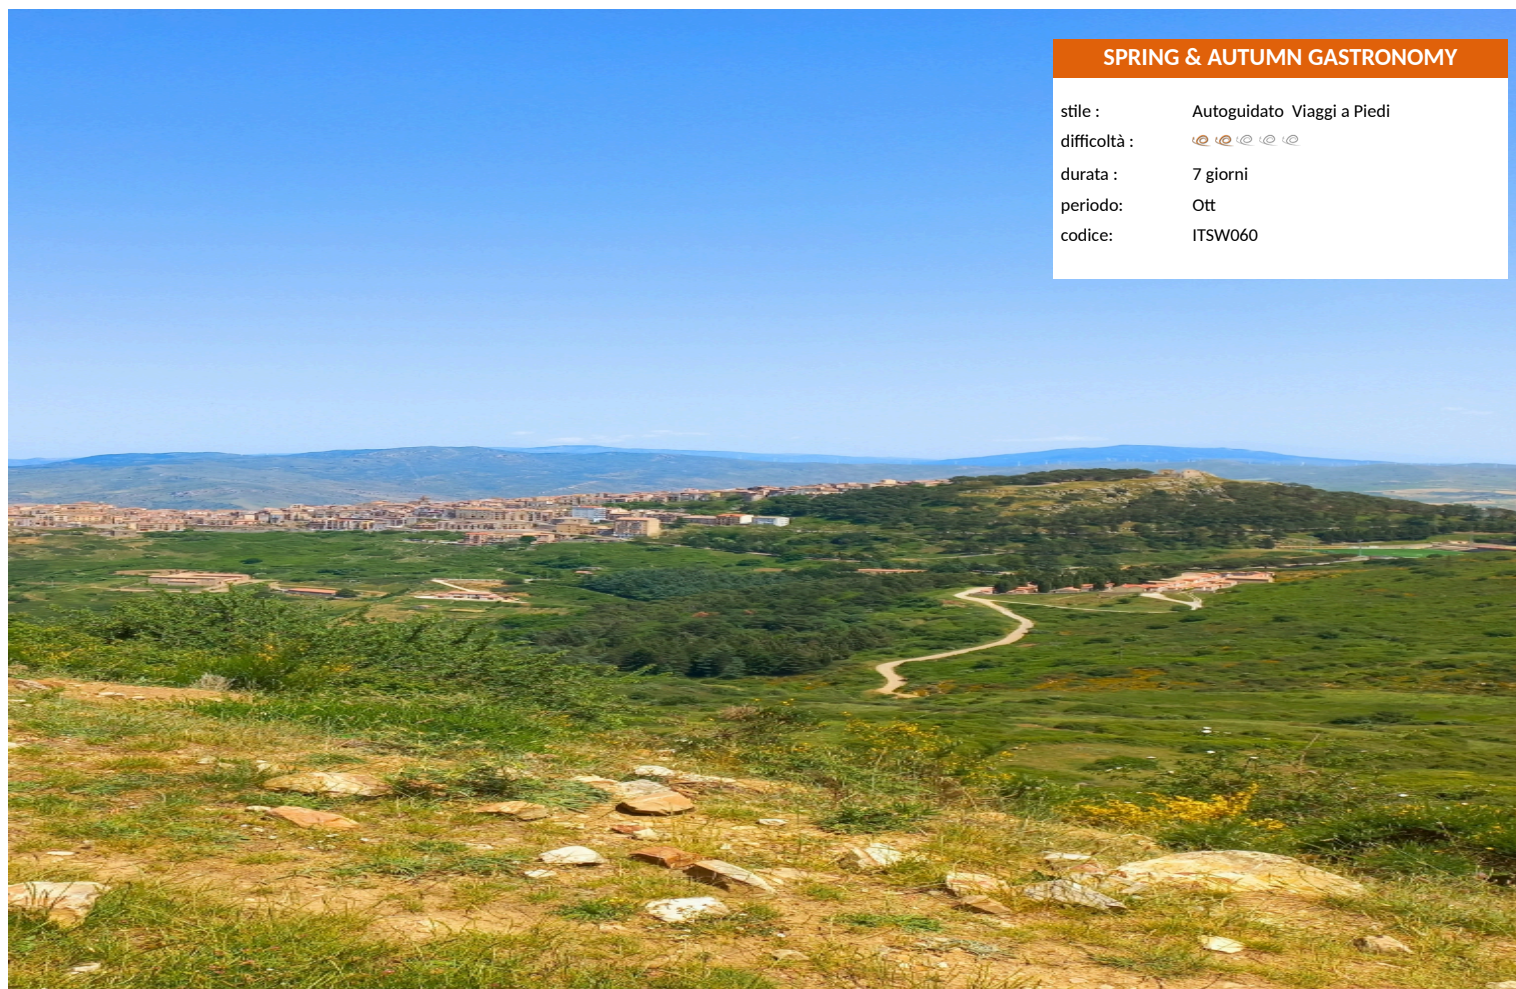 SPRING & AUTUMN GASTRONOMY
stile : Autoguidato Viaggi a Piedi
difficoltà :
durata : 7 giorni
periodo: Ott
codice: ITSW060